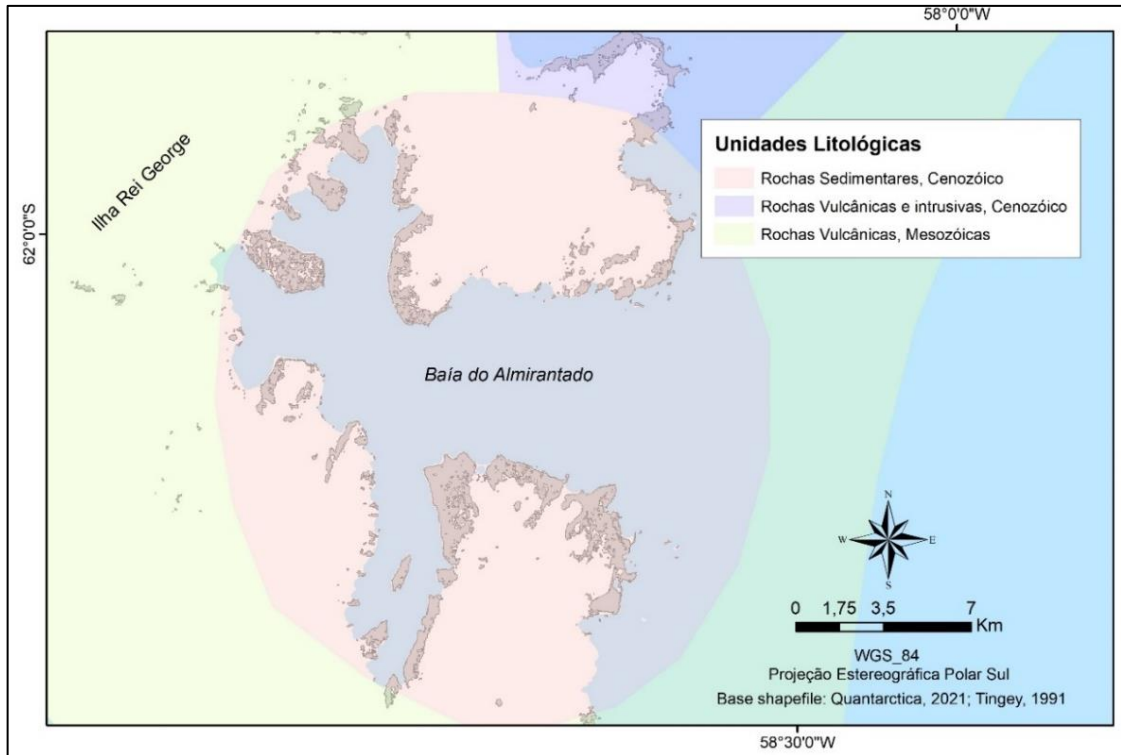 58°0'0"W
Ilha Rei George
62°0'0"S
Unidades Litológicas
Rochas Sedimentares, Cenozóico
Rochas Vulcânicas e intrusivas, Cenozóico
Rochas Vulcânicas, Mesozóicas
Baía do Almirantado
N
W E
S
0 1,75 3,5 7
Km
WGS_84
Projeção Estereográfica Polar Sul
Base shapefile: Quantarctica, 2021; Tingey, 1991
58°30'0"W